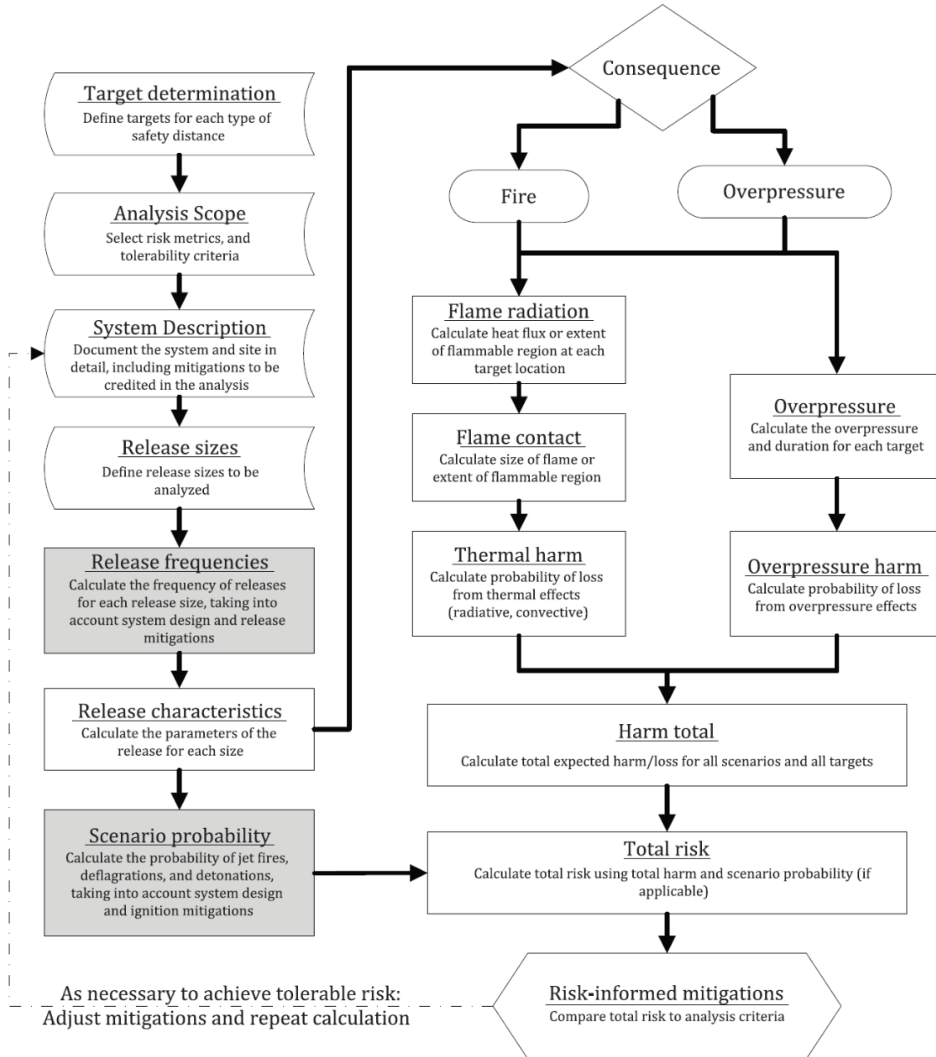 Target determination
Define targets for each type of
safety distance
Analysis Scope
Select risk metrics, and
tolerability criteria
System Description
Document the system and site in
detail, including mitigations to be
credited in the analysis
Release sizes
Define release sizes to be
analyzed
Release frequencies
Calculate the frequency of releases
for each release size, taking into
account system design and release
mitigations
Release characteristics
Calculate the parameters of the
release for each size
Scenario probability
Calculate the probability of jet fires,
deflagrations, and detonations,
taking into account system design
and ignition mitigations
Consequence
Fire
Overpressure
Flame radiation
Calculate heat flux or extent
of flammable region at each
target location
Flame contact
Calculate size of flame or
extent of flammable region
Thermal harm
Calculate probability of loss
from thermal effects
(radiative, convective)
Overpressure
Calculate the overpressure
and duration for each target
Overpressure harm
Calculate probability of loss
from overpressure effects
Harm total
Calculate total expected harm/loss for all scenarios and all targets
Total risk
Calculate total risk using total harm and scenario probability (if
applicable)
Risk-informed mitigations
Compare total risk to analysis criteria
As necessary to achieve tolerable risk:
Adjust mitigations and repeat calculation